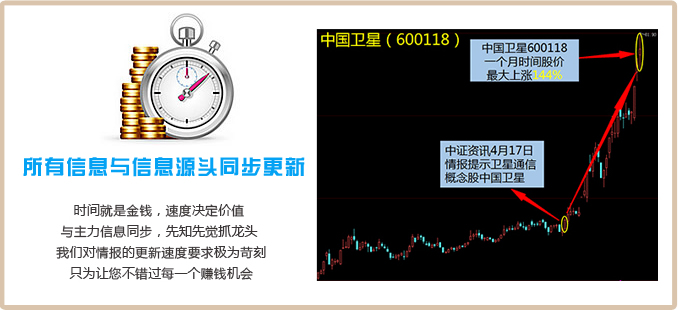 所有信息与信息源头同步更新
时间就是金钱，速度决定价值
与主力信息同步，先知先觉抓龙头
我们对情报的更新速度要求极为苛刻
只为让您不错过每一个赚钱机会
中国卫星（600118）
中国卫星600118
一个月时间股价
最大上涨144%
中证资讯4月17日
情报提示卫星通信
概念股中国卫星